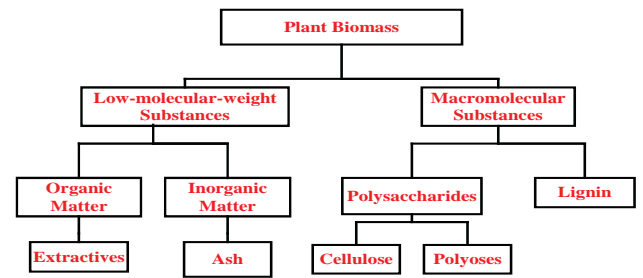 Plant Biomass
Low-molecular-weight
Substances
Macromolecular
Substances
Organic
Matter
Inorganic
Matter
Polysaccharides
Lignin
Extractives
Ash
Cellulose
Polyoses